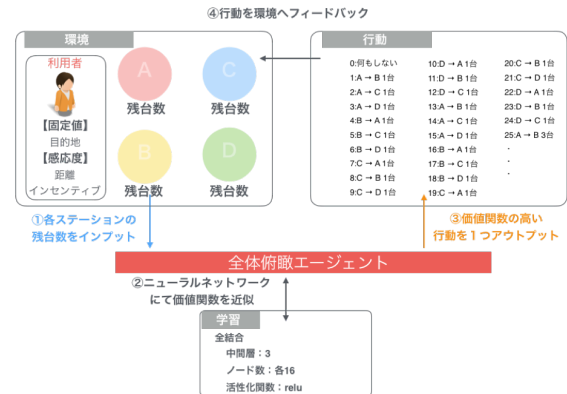 ④行動を環境へフィードバック
環境
利用者
【固定値】
目的地
【感応度】
距離
インセンティブ
A
残台数
C
残台数
B
残台数
D
残台数
行動
0:何もしない
1:A → B 1台
2:A → C 1台
3:A → D 1台
4:B → A 1台
5:B → C 1台
6:B → D 1台
7:C → A 1台
8:C → B 1台
9:C → D 1台
10:D → A 1台
11:D → B 1台
12:D → C 1台
13:A → B 1台
14:A → C 1台
15:A → D 1台
16:B → A 1台
17:B → C 1台
18:B → D 1台
19:C → A 1台
20:C → B 1台
21:C → D 1台
22:D → A 1台
23:D → B 1台
24:D → C 1台
25:A → B 3台
・
・
・
①各ステーションの
残台数をインプット
③価値関数の高い
行動を１つアウトプット
全体俯瞰エージェント
②ニューラルネットワーク
にて価値関数を近似
学習
全結合
中間層：3
ノード数：各16
活性化関数：relu